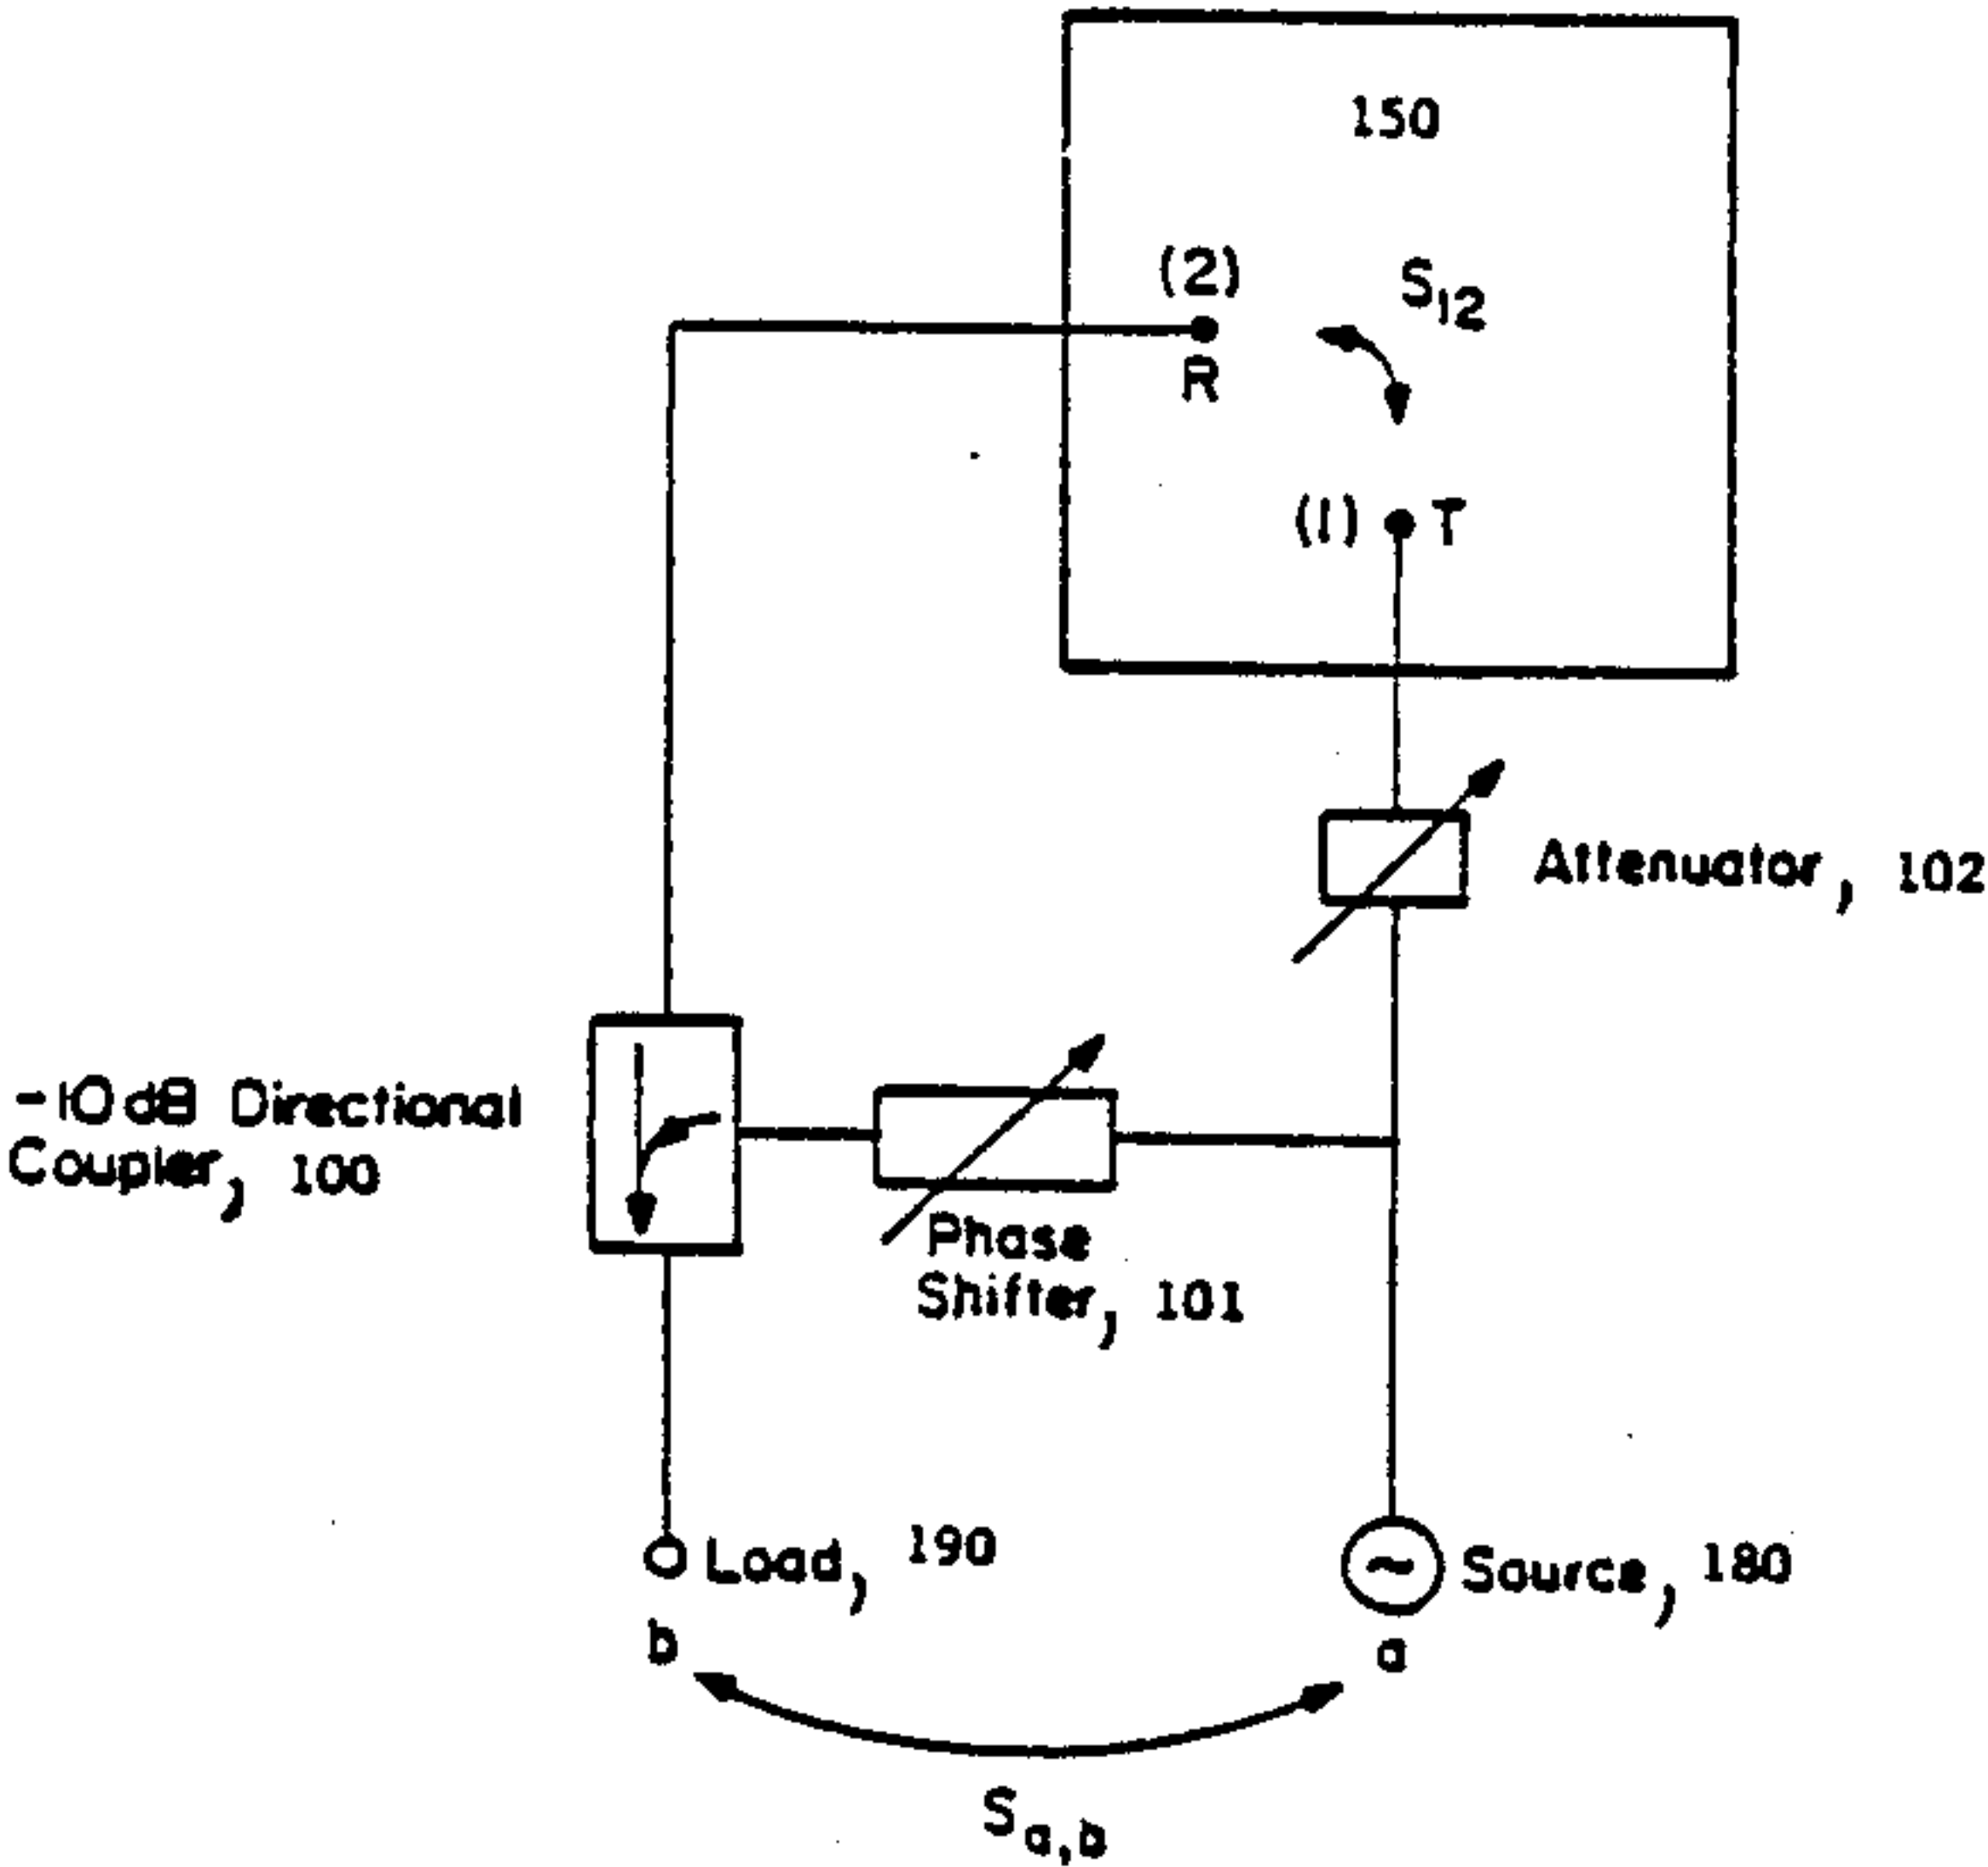 150
(2)
S12
R
(1) T
Attenuator, 102
-10 dB Directional
Coupler, 100
Phase
Shifter, 101
Load, 190
Source, 180
~
b
a
Sa,b